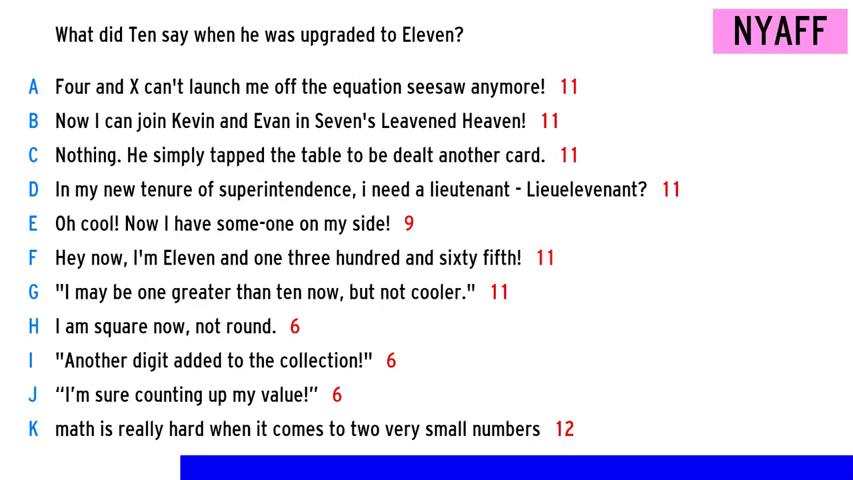 What did Ten say when he was upgraded to Eleven?
NYAFF
A Four and X can't launch me off the equation seesaw anymore! 11
B Now I can join Kevin and Evan in Seven's Leavened Heaven! 11
C Nothing. He simply tapped the table to be dealt another card. 11
D In my new tenure of superintendence, i need a lieutenant - Lieuelevenant? 11
E Oh cool! Now I have some-one on my side! 9
F Hey now, I'm Eleven and one three hundred and sixty fifth! 11
G "I may be one greater than ten now, but not cooler." 11
H I am square now, not round. 6
I "Another digit added to the collection!" 6
J “I’m sure counting up my value!” 6
K math is really hard when it comes to two very small numbers 12